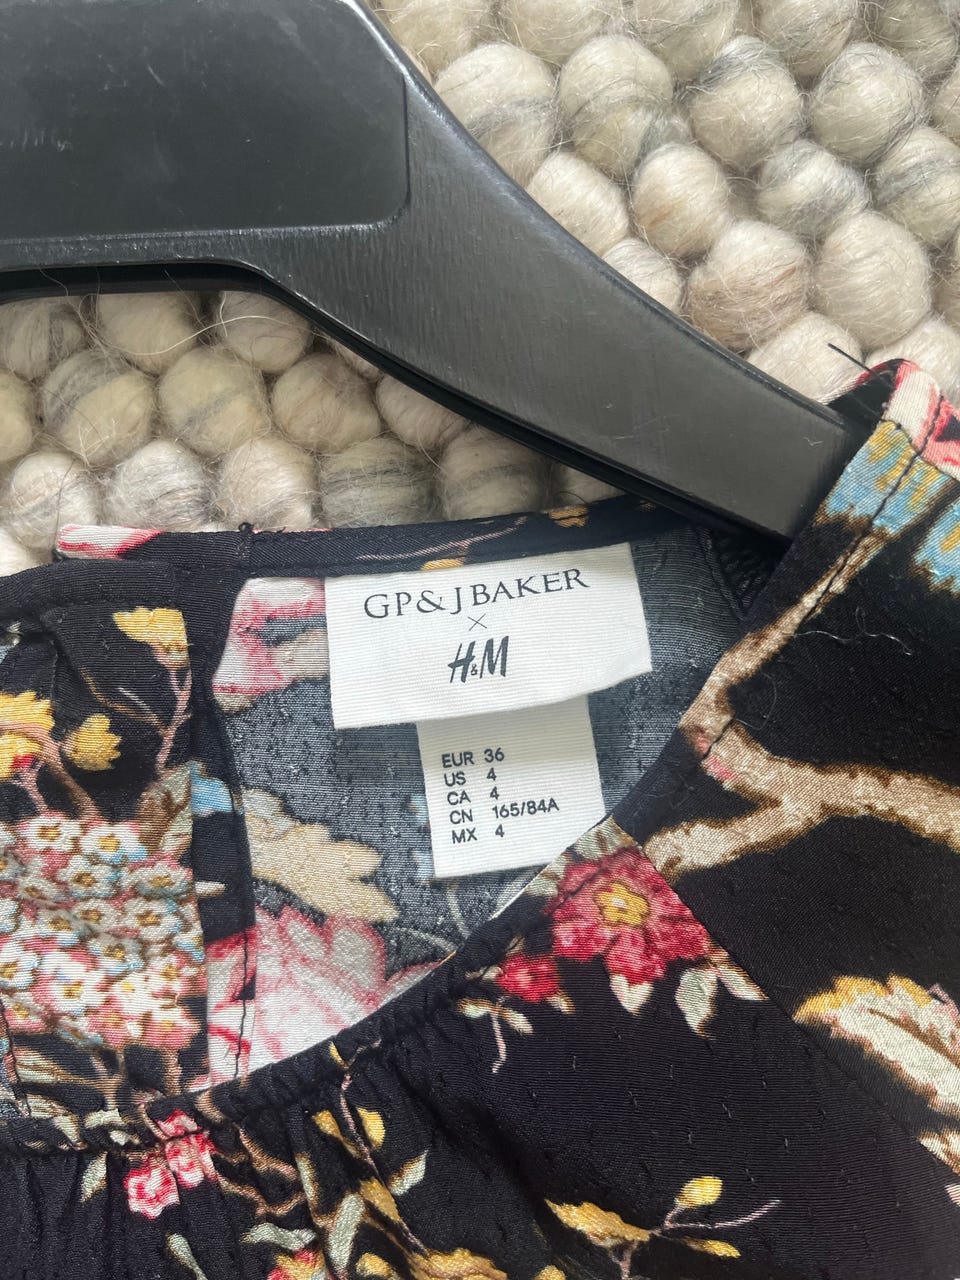 GP & J BAKER
×
H&M
EUR 36
US 4
CA 4
CN 165/84A
MX 4